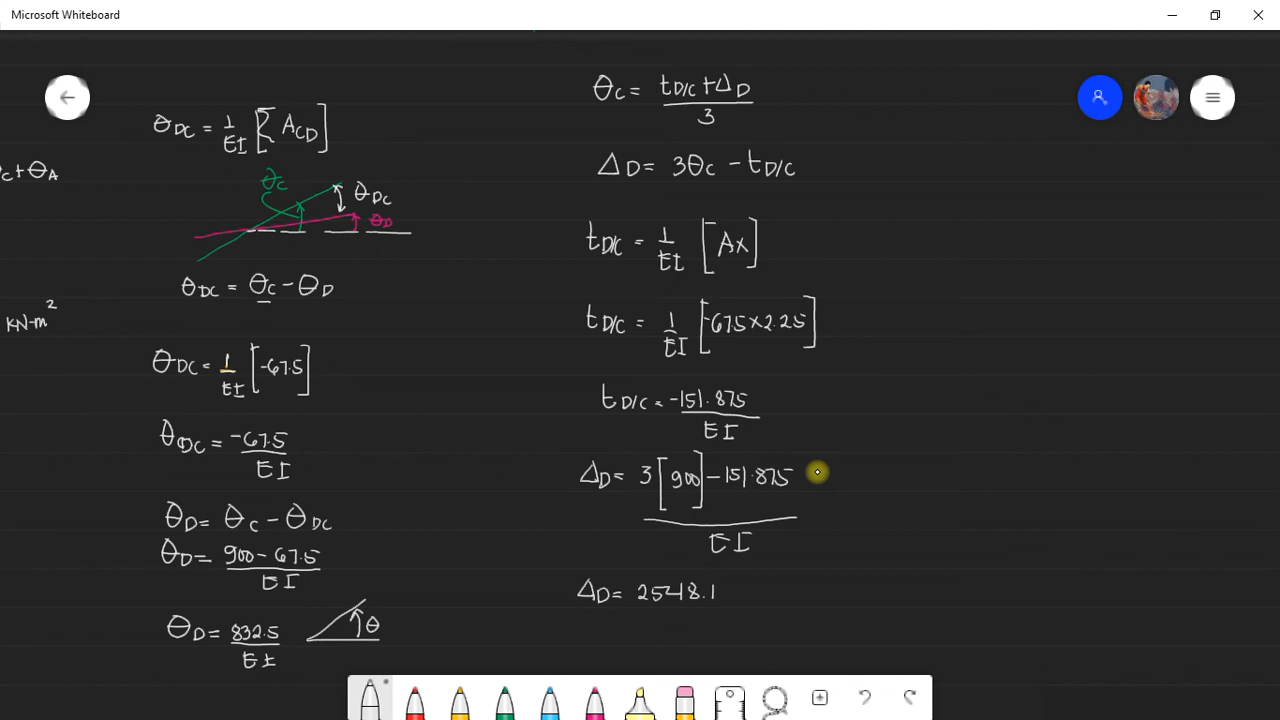 Microsoft Whiteboard
θDC = 1/EI [Σ ACD]
C + θA
θC
θDC
θD
θDC = θC - θD
KN-m²
θDC = 1/EI [-67.5]
θDC = -67.5/EI
θD = θC - θDC
θD = 900 - 67.5/EI
θD = 832.5/EI
θ
θC = tD/C + ΔD/3
ΔD = 3θC - tD/C
tD/C = 1/EI [Ax]
tD/C = 1/EI [-67.5 x 2.25]
tD/C = -151.875/EI
ΔD = 3[900] - 151.875/EI
ΔD = 2548.1